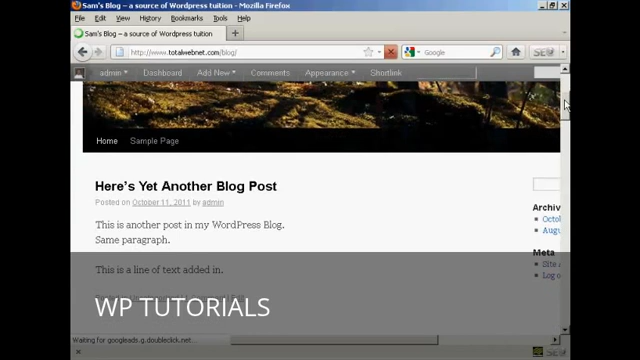 Sam's Blog – a source of Wordpress tuition - Mozilla Firefox
File Edit View History Bookmarks Tools Help
Sam's Blog – a source of Wordpress tuition
http://www.totalwebnet.com/blog/
Google
admin Dashboard Add New Comments Appearance Shortlink
Home Sample Page
Here's Yet Another Blog Post
Posted on October 11, 2011 by admin
This is another post in my WordPress Blog.
Same paragraph.
This is a line of text added in.
Archiv
Octo
Augu
Meta
Site
Log o
WP TUTORIALS
Waiting for googleads.g.doubleclick.net...